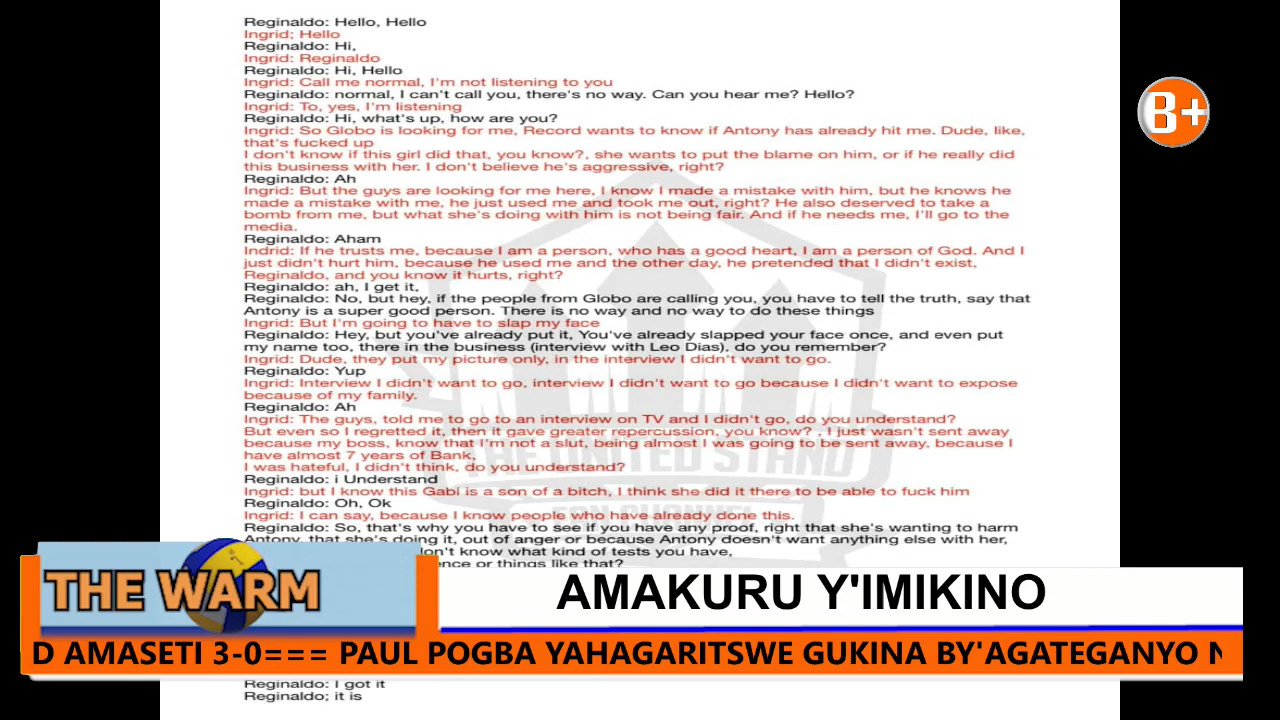 Reginaldo: Hello, Hello
Ingrid; Hello
Reginaldo: Hi,
Ingrid: Reginaldo
Reginaldo: Hi, Hello
Ingrid: Call me normal, I'm not listening to you
Reginaldo: normal, I can't call you, there's no way. Can you hear me? Hello?
Ingrid: To, yes, I'm listening
Reginaldo: Hi, what's up, how are you?
Ingrid: So Globo is looking for me, Record wants to know if Antony has already hit me. Dude, like,
that's fucked up
I don't know if this girl did that, you know?, she wants to put the blame on him, or if he really did
this business with her. I don't believe he's aggressive, right?
Reginaldo: Ah
Ingrid: But the guys are looking for me here, I know I made a mistake with him, but he knows he
made a mistake with me, he just used me and took me out, right? He also deserved to take a
bomb from me, but what she's doing with him is not being fair. And if he needs me, I'll go to the
media.
Reginaldo: Aham
Indrid: If he trusts me, because I am a person, who has a good heart, I am a person of God. And I
just didn't hurt him, because he used me and the other day, he pretended that I didn't exist,
Reginaldo, and you know it hurts, right?
Reginaldo: ah, I get it,
Reginaldo: No, but hey, if the people from Globo are calling you, you have to tell the truth, say that
Antony is a super good person. There is no way and no way to do these things
Ingrid: But I'm going to have to slap my face
Reginaldo: Hey, but you've already put it, You've already slapped your face once, and even put
my name too, there in the business (interview with Leo Dias), do you remember?
Ingrid: Dude, they put my picture only, in the interview I didn't want to go.
Reginaldo: Yup
Ingrid: Interview I didn't want to go, interview I didn't want to go because I didn't want to expose
because of my family.
Reginaldo: Ah
Ingrid: The guys, told me to go to an interview on TV and I didn't go, do you understand?
But even so I regretted it, then it gave greater repercussion, you know? , I just wasn't sent away
because my boss, know that I'm not a slut, being almost I was going to be sent away, because I
have almost 7 years of Bank,
I was hateful, I didn't think, do you understand?
Reginaldo: i Understand
Ingrid: but I know this Gabi is a son of a bitch, I think she did it there to be able to fuck him
Reginaldo: Oh, Ok
Ingrid: I can say, because I know people who have already done this.
Reginaldo: So, that's why you have to see if you have any proof, right that she's wanting to harm
Antony, that she's doing it, out of anger or because Antony doesn't want anything else with her,
don't know what kind of tests you have,
ence or things like that?
Reginaldo: I got it
Reginaldo; it is
THE UNITED STAND
FAN CHANNEL
B+
THE WARM
AMAKURU Y'IMIKINO
D AMASETI 3-0=== PAUL POGBA YAHAGARITSWE GUKINA BY'AGATEGANYO N